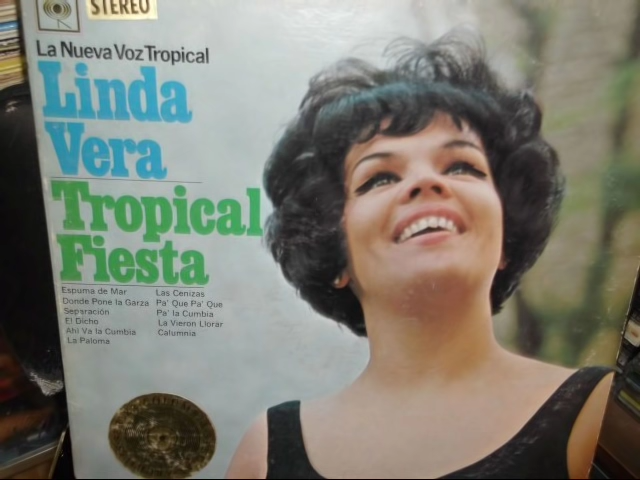 STEREO
La Nueva Voz Tropical
Linda
Vera
Tropical
Fiesta
Espuma de Mar
Donde Pone la Garza
Separación
El Dicho
Ahí Va la Cumbia
La Paloma
Las Cenizas
Pa' Que Pa' Que
Pa' la Cumbia
La Vieron Llorar
Calumnia